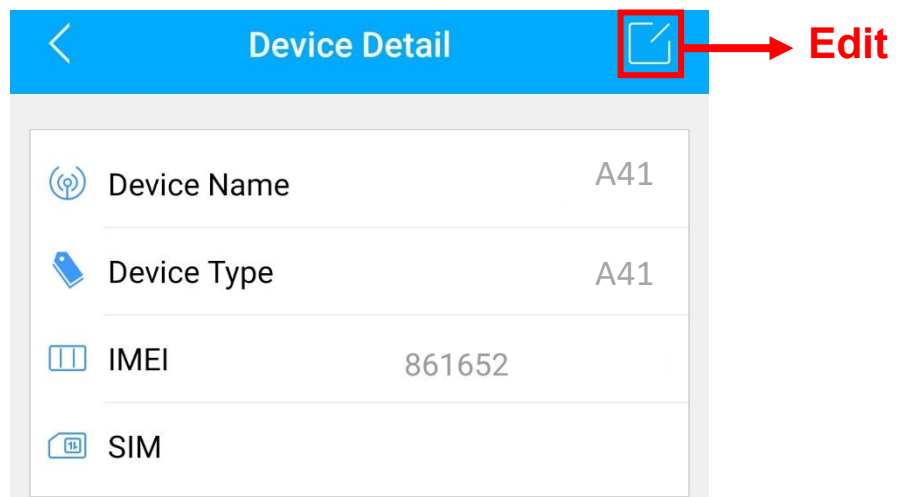 Device Detail
Edit
Device Name A41
Device Type A41
IMEI 861652
SIM